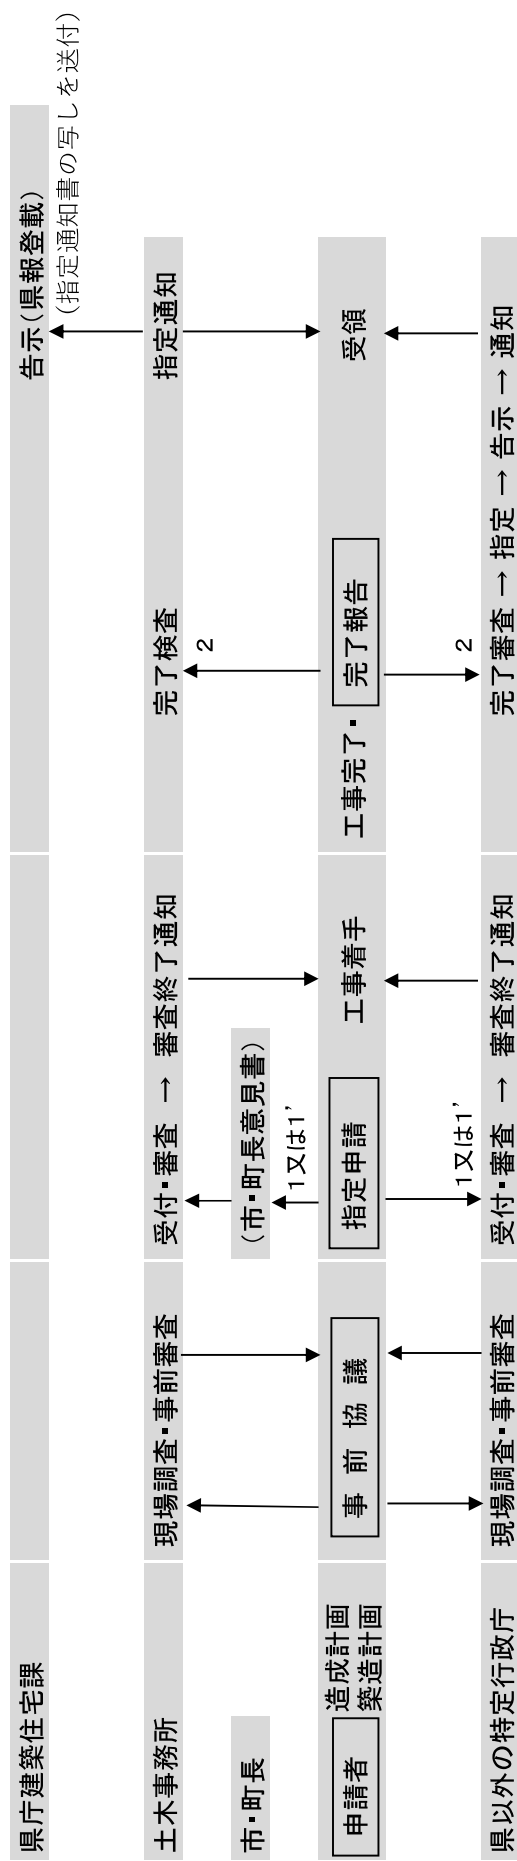 県庁建築住宅課
告示(県報登載)
(指定通知書の写しを送付)
土木事務所
現場調査・事前審査
受付・審査 → 審査終了通知
完了検査
指定通知
2
市・町長
(市・町長意見書)
1又は1’
申請者
造成計画
築造計画
事前協議
指定申請
工事着手
工事完了・
完了報告
受領
1又は1’
2
県以外の特定行政庁
現場調査・事前審査
受付・審査 → 審査終了通知
完了審査 → 指定 → 告示 → 通知